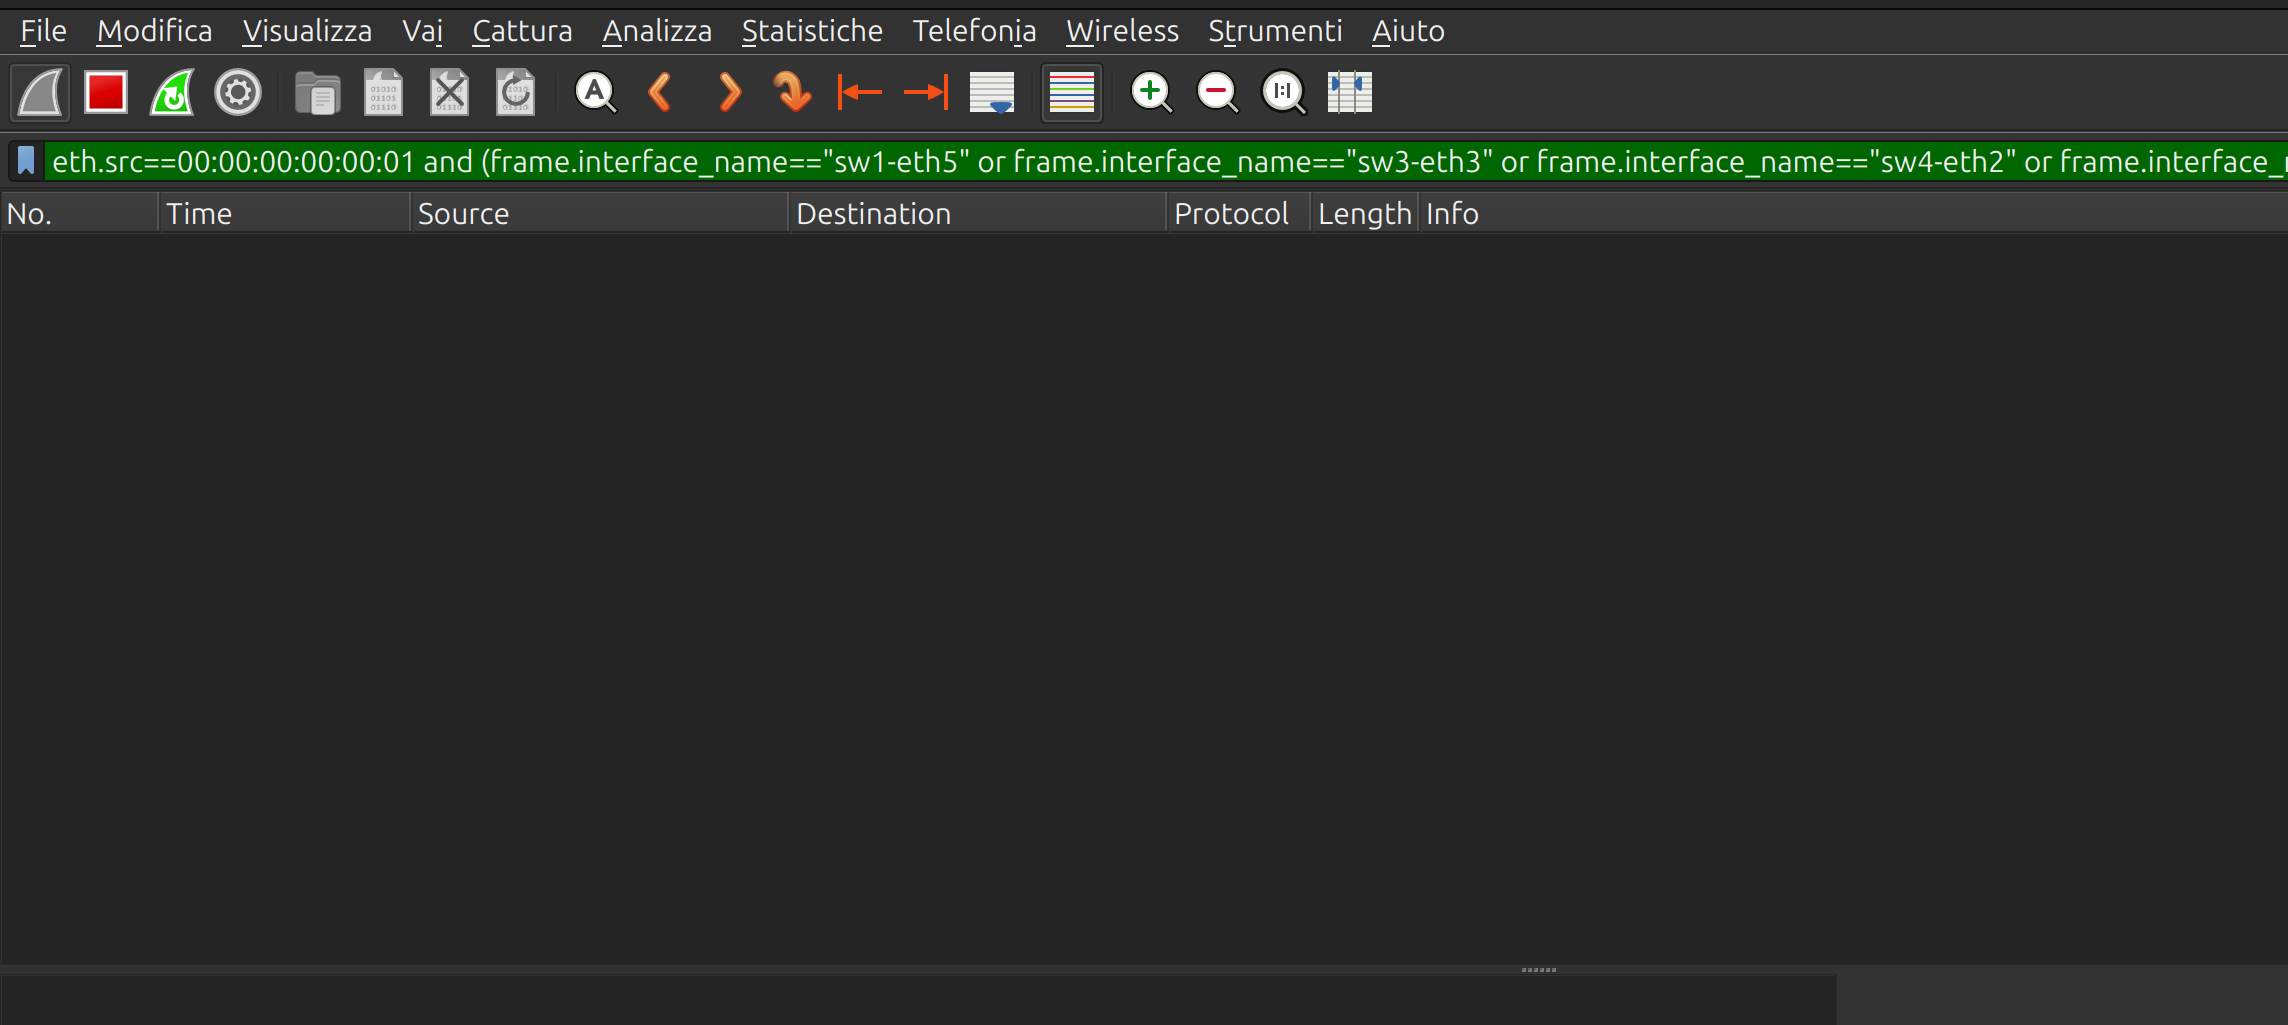 File Modifica Visualizza Vai Cattura Analizza Statistiche Telefonia Wireless Strumenti Aiuto
eth.src==00:00:00:00:00:01 and (frame.interface_name=="sw1-eth5" or frame.interface_name=="sw3-eth3" or frame.interface_name=="sw4-eth2" or frame.interface_
No. Time Source Destination Protocol Length Info